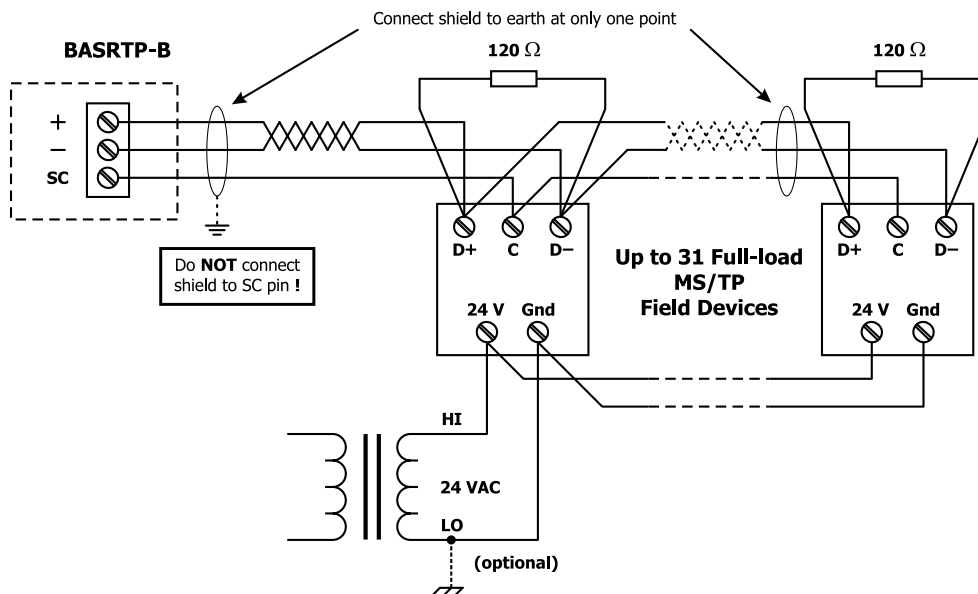 Connect shield to earth at only one point
BASRTP-B
120 Ω
120 Ω
+
−
SC
D+ C D−
D+ C D−
Do NOT connect
shield to SC pin !
Up to 31 Full-load
MS/TP
Field Devices
24 V Gnd
24 V Gnd
HI
24 VAC
LO
(optional)